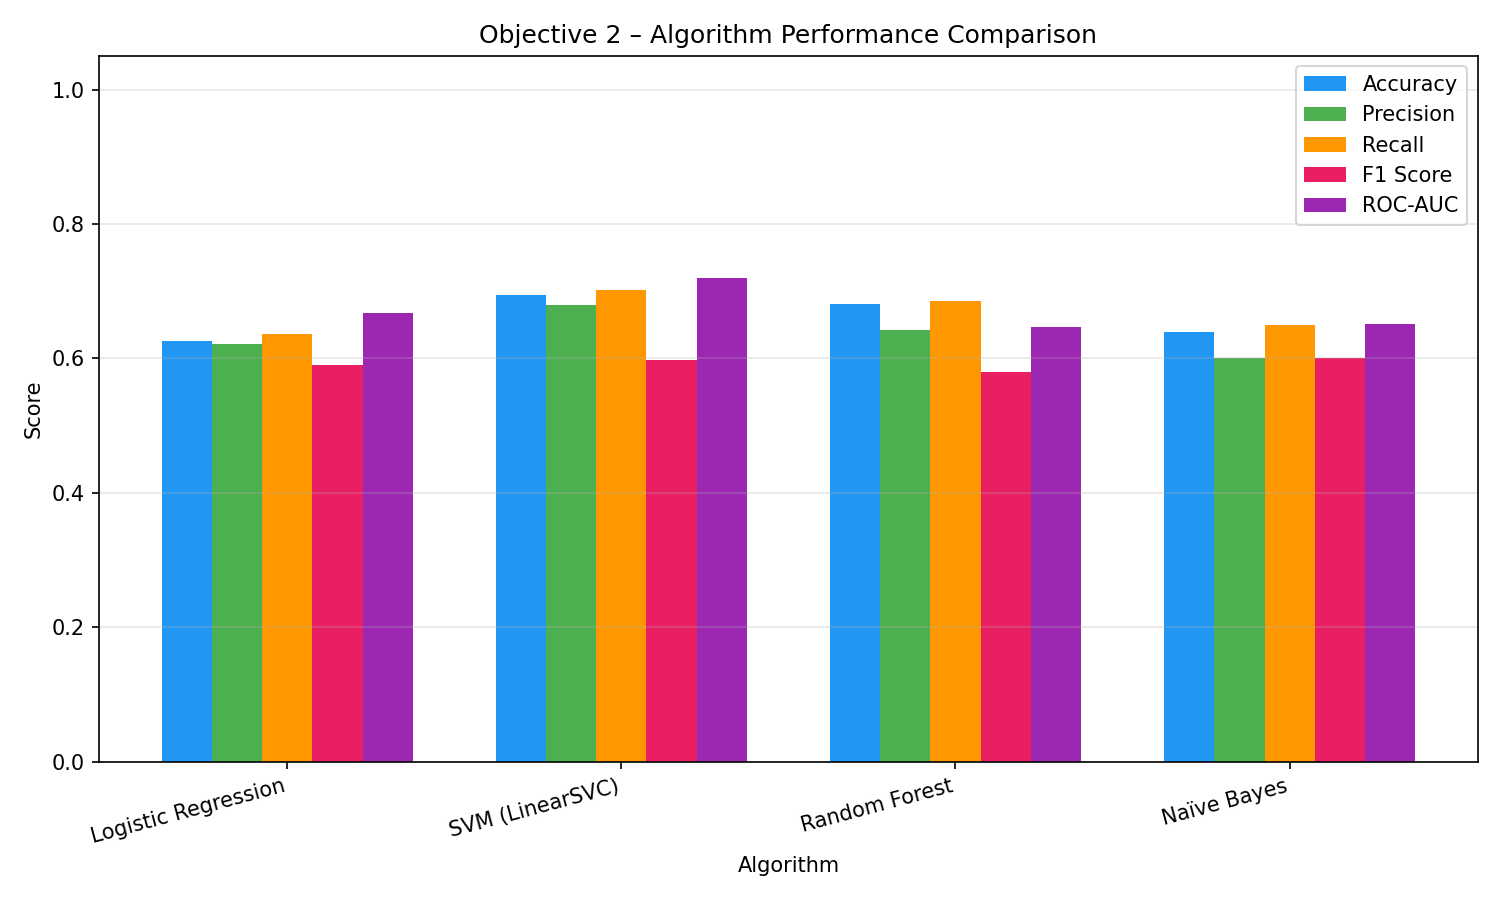 Objective 2 – Algorithm Performance Comparison
1.0
0.8
0.6
0.4
0.2
0.0
Score
Accuracy
Precision
Recall
F1 Score
ROC-AUC
Logistic Regression
SVM (LinearSVC)
Random Forest
Naïve Bayes
Algorithm